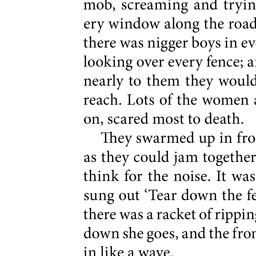 mob, screaming and tryin
ery window along the road
there was nigger boys in ev
looking over every fence; a
nearly to them they would
reach. Lots of the women a
on, scared most to death.
They swarmed up in fro
as they could jam together
think for the noise. It was
sung out ‘Tear down the fe
there was a racket of rippin
down she goes, and the fron
in like a wave.